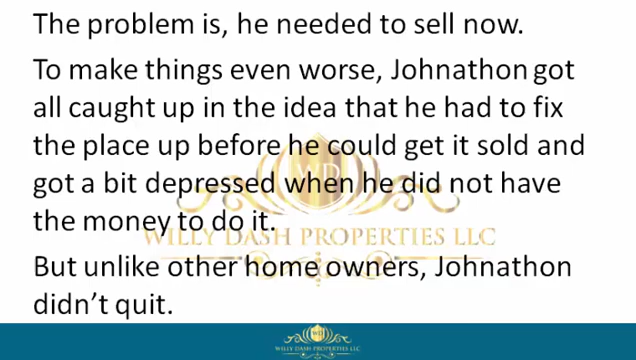 The problem is, he needed to sell now.
To make things even worse, Johnathon got
all caught up in the idea that he had to fix
the place up before he could get it sold and
got a bit depressed when he did not have
the money to do it.
WILLY DASH PROPERTIES LLC
But unlike other home owners, Johnathon
didn’t quit.
WILLY DASH PROPERTIES LLC